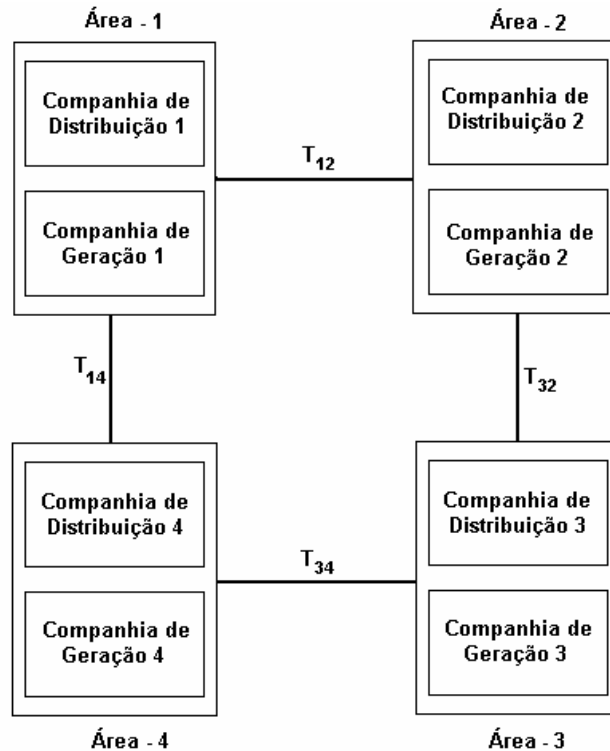 Área - 1
Área - 2
Companhia de
Distribuição 1
Companhia de
Distribuição 2
T12
Companhia de
Geração 1
Companhia de
Geração 2
T14
T32
Companhia de
Distribuição 4
Companhia de
Distribuição 3
T34
Companhia de
Geração 4
Companhia de
Geração 3
Área - 4
Área - 3